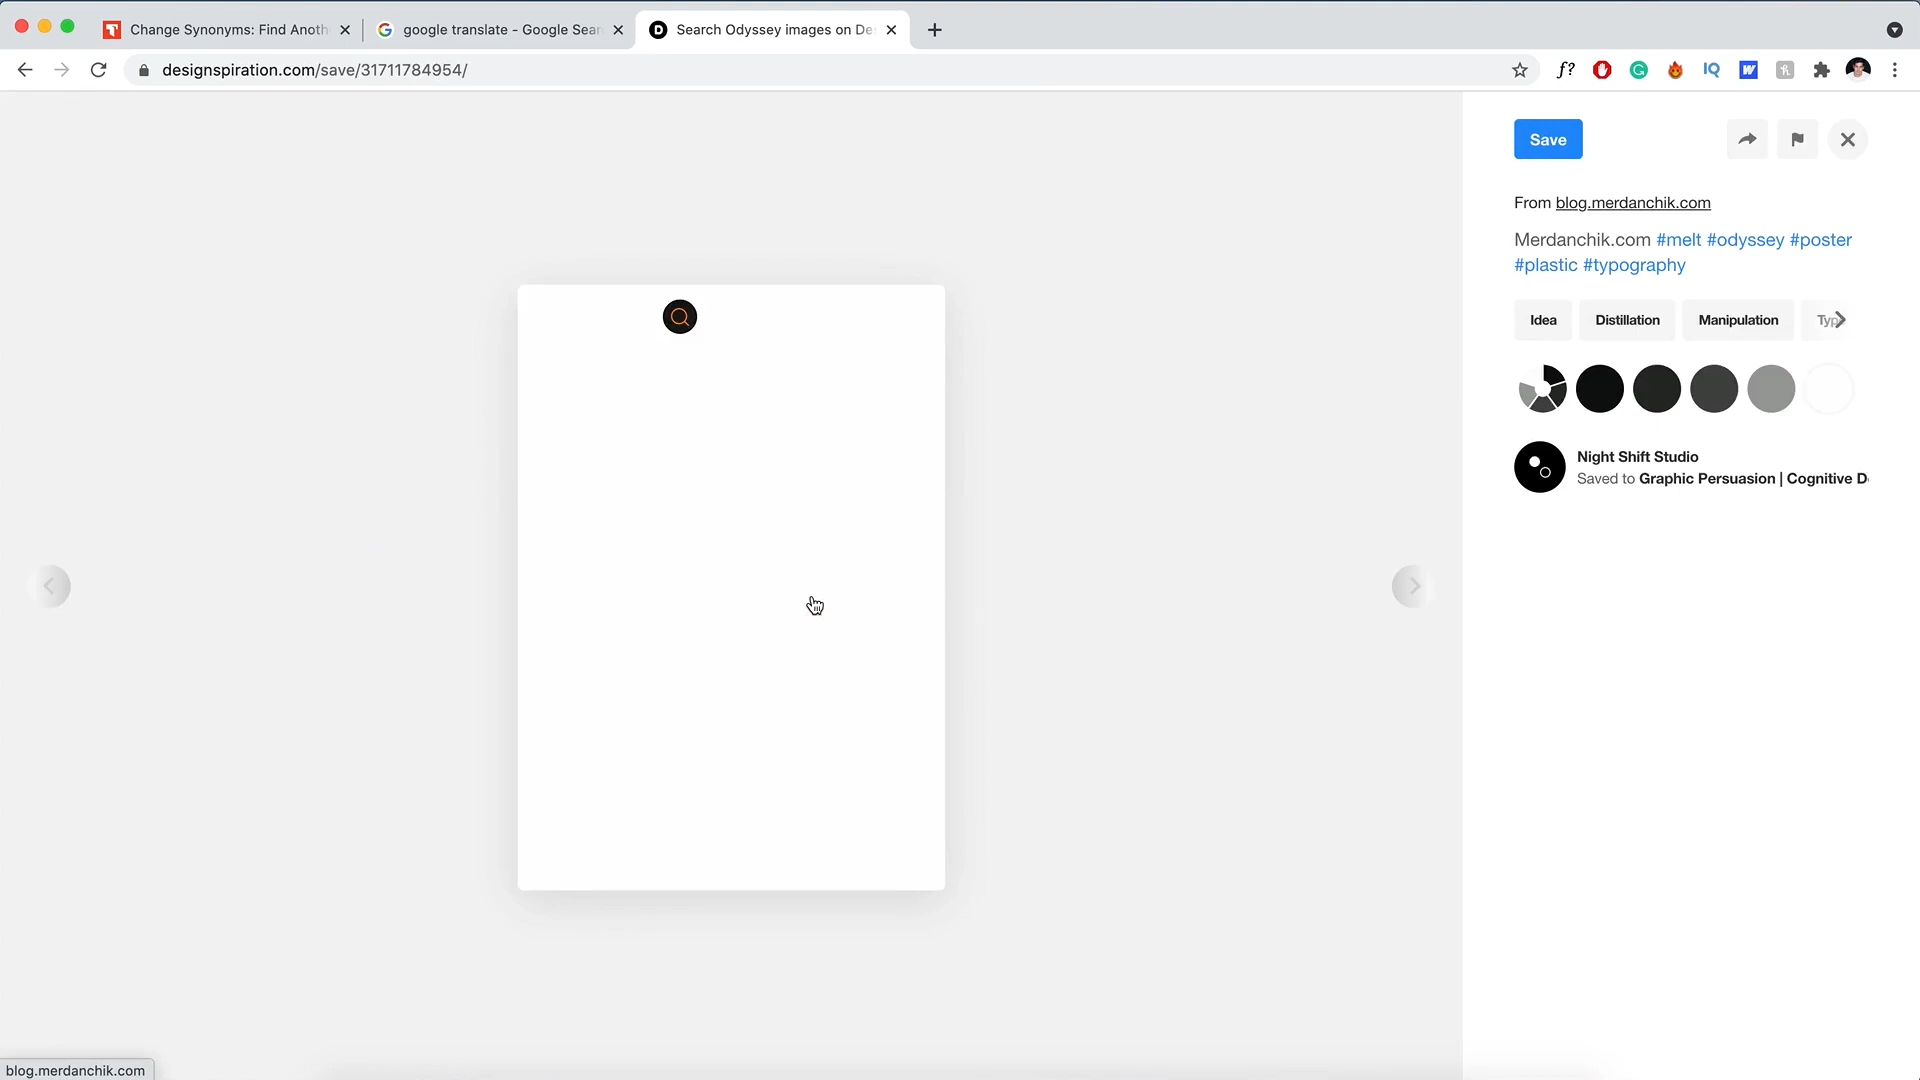 Change Synonyms: Find Anoth
google translate - Google Sear
Search Odyssey images on De
designspiration.com/save/31711784954/
f?
IQ
Save
From blog.merdanchik.com
Merdanchik.com #melt #odyssey #poster
#plastic #typography
Idea
Distillation
Manipulation
Typ
Night Shift Studio
Saved to Graphic Persuasion | Cognitive D
blog.merdanchik.com